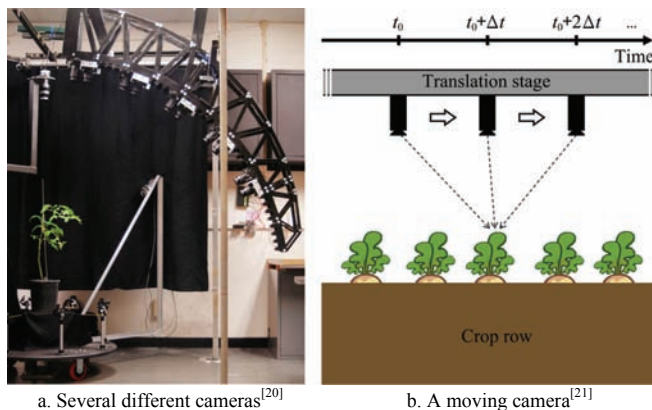 t₀ t₀+Δt t₀+2Δt ...
Time
Translation stage
Crop row
a. Several different cameras[20]
b. A moving camera[21]